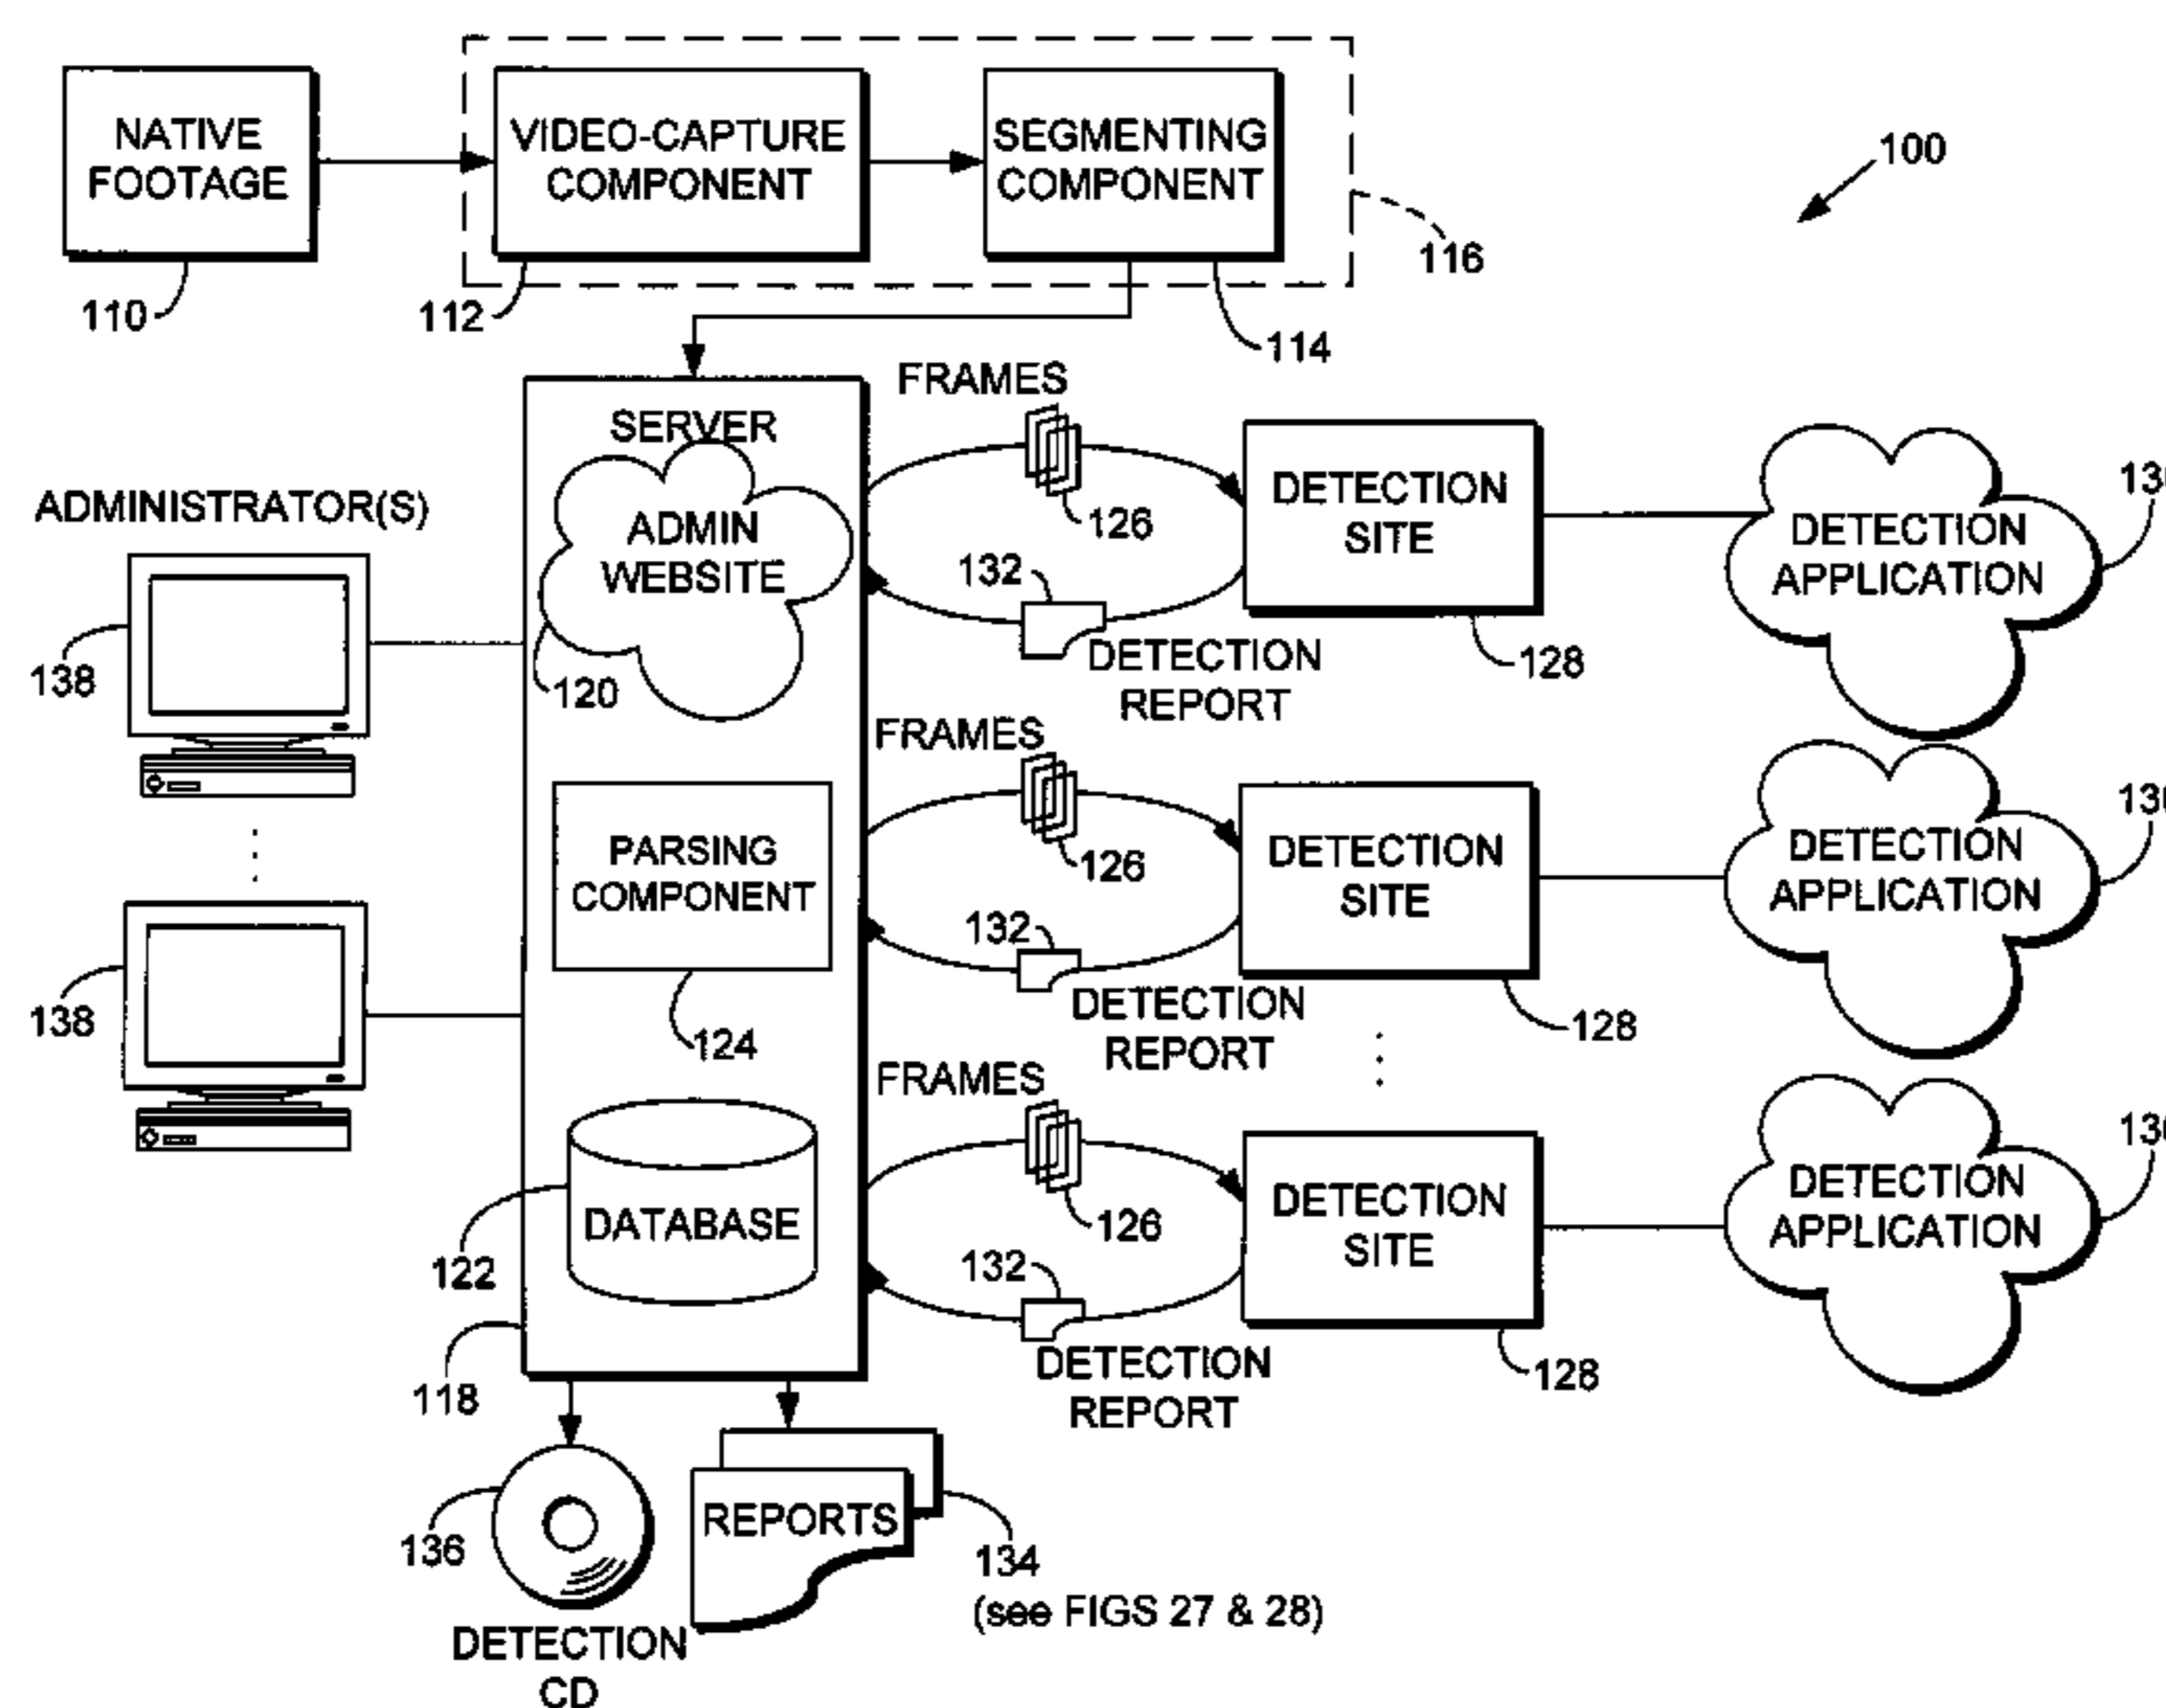 NATIVE
FOOTAGE
VIDEO-CAPTURE
COMPONENT
SEGMENTING
COMPONENT
100
116
110
112
114
SERVER
ADMIN
WEBSITE
120
PARSING
COMPONENT
124
DATABASE
122
118
ADMINISTRATOR(S)
138
138
FRAMES
126
132
DETECTION
REPORT
DETECTION
SITE
128
DETECTION
APPLICATION
FRAMES
126
132
DETECTION
REPORT
DETECTION
SITE
128
DETECTION
APPLICATION
FRAMES
126
132
DETECTION
REPORT
DETECTION
SITE
128
DETECTION
APPLICATION
136
DETECTION
CD
REPORTS
134
(see FIGS 27 & 28)